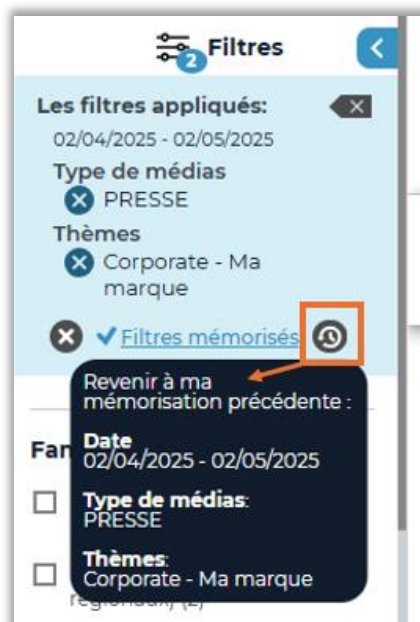 Filtres
2
Les filtres appliqués:
02/04/2025 - 02/05/2025
Type de médias
PRESSE
Thèmes
Corporate - Ma
marque
Filtres mémorisés
Revenir à ma
mémorisation précédente :
Date
02/04/2025 - 02/05/2025
Type de médias:
PRESSE
Thèmes:
Corporate - Ma marque
Fam
régionaux) (2)